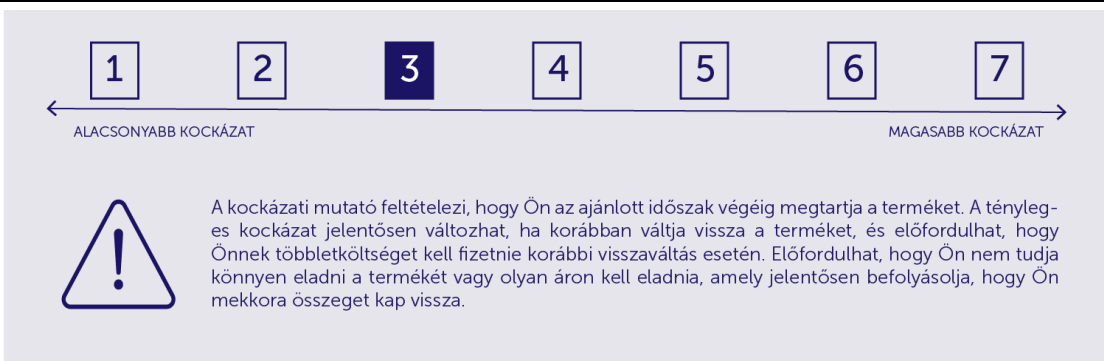 1 2 3 4 5 6 7
ALACSONYABB KOCKÁZAT MAGASABB KOCKÁZAT
A kockázati mutató feltételezi, hogy Ön az ajánlott időszak végéig megtartja a terméket. A tényleg-
es kockázat jelentősen változhat, ha korábban váltja vissza a terméket, és előfordulhat, hogy
Önnek többletköltséget kell fizetnie korábbi visszaváltás esetén. Előfordulhat, hogy Ön nem tudja
könnyen eladni a termékét vagy olyan áron kell eladnia, amely jelentősen befolyásolja, hogy Ön
mekkora összeget kap vissza.